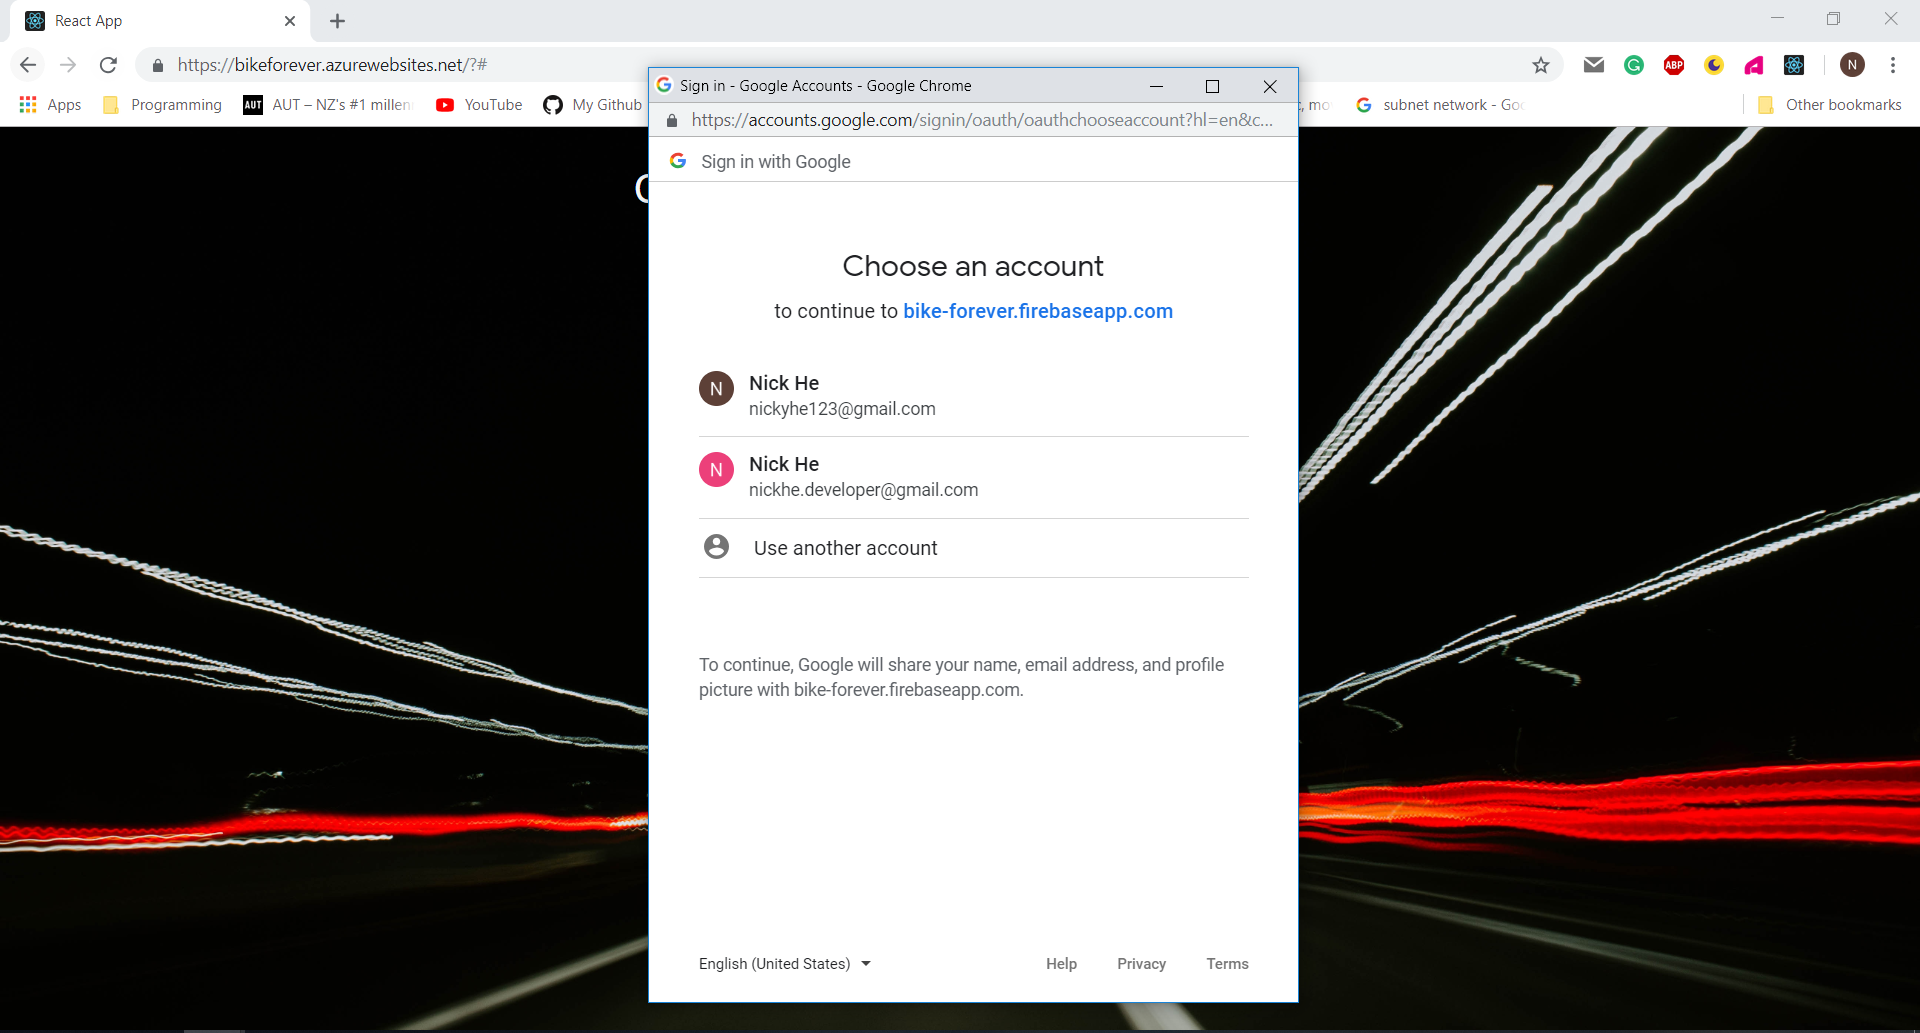 React App
https://bikeforever.azurewebsites.net/?#
N
Apps
Programming
AUT
AUT – NZ's #1 millen
YouTube
My Github
, mo
subnet network - Goo
Other bookmarks
ABP
Sign in - Google Accounts - Google Chrome
https://accounts.google.com/signin/oauth/oauthchooseaccount?hl=en&c...
Sign in with Google
Choose an account
to continue to bike-forever.firebaseapp.com
N
Nick He
nickyhe123@gmail.com
N
Nick He
nickhe.developer@gmail.com
Use another account
To continue, Google will share your name, email address, and profile
picture with bike-forever.firebaseapp.com.
English (United States)
Help
Privacy
Terms